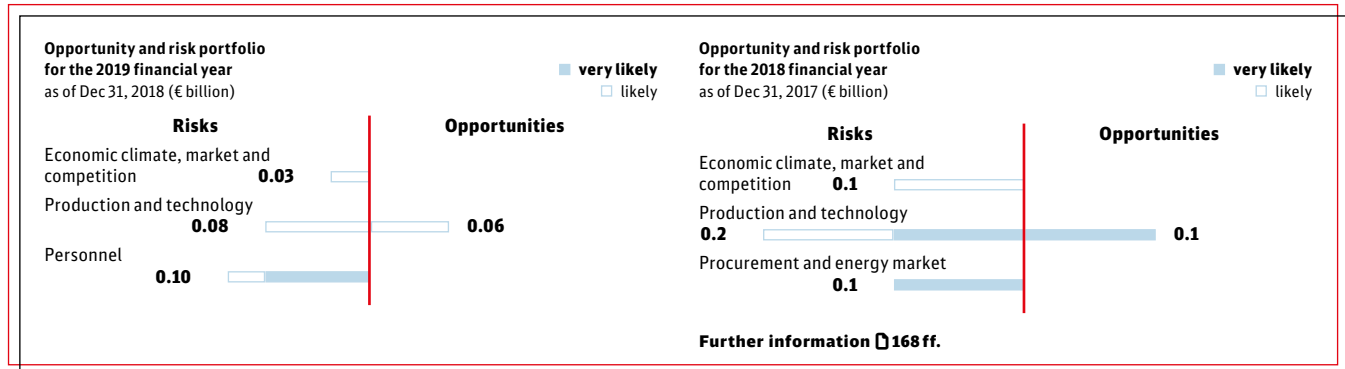 Opportunity and risk portfolio
for the 2019 financial year
as of Dec 31, 2018 (€ billion)
very likely
likely
Risks
Opportunities
Economic climate, market and
competition 0.03
Production and technology
0.08
0.06
Personnel
0.10
Opportunity and risk portfolio
for the 2018 financial year
as of Dec 31, 2017 (€ billion)
very likely
likely
Risks
Opportunities
Economic climate, market and
competition 0.1
Production and technology
0.2
0.1
Procurement and energy market
0.1
Further information 168 ff.